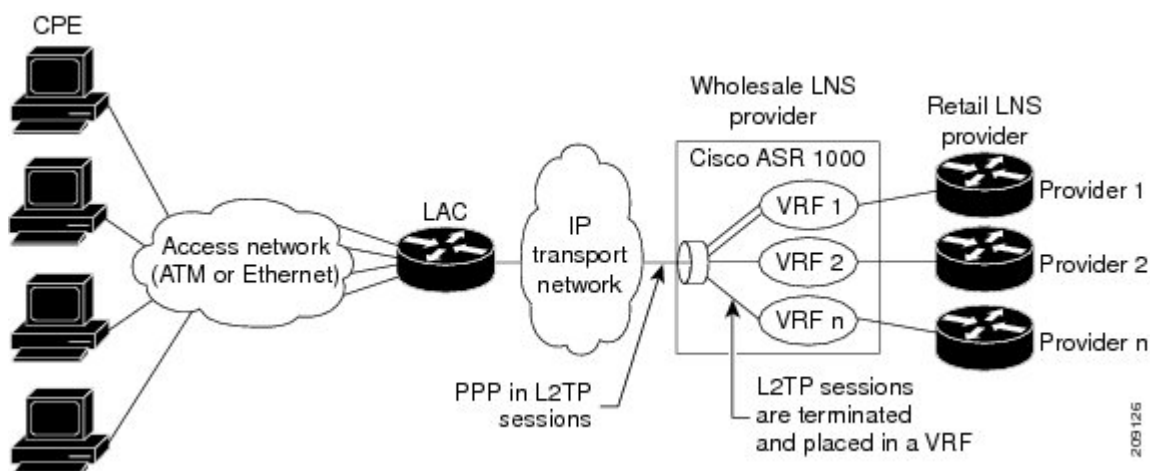 CPE
Access network
(ATM or Ethernet)
LAC
IP
transport
network
PPP in L2TP
sessions
Wholesale LNS
provider
Cisco ASR 1000
VRF 1
VRF 2
VRF n
L2TP sessions
are terminated
and placed in a VRF
Retail LNS
provider
Provider 1
Provider 2
Provider n
209126